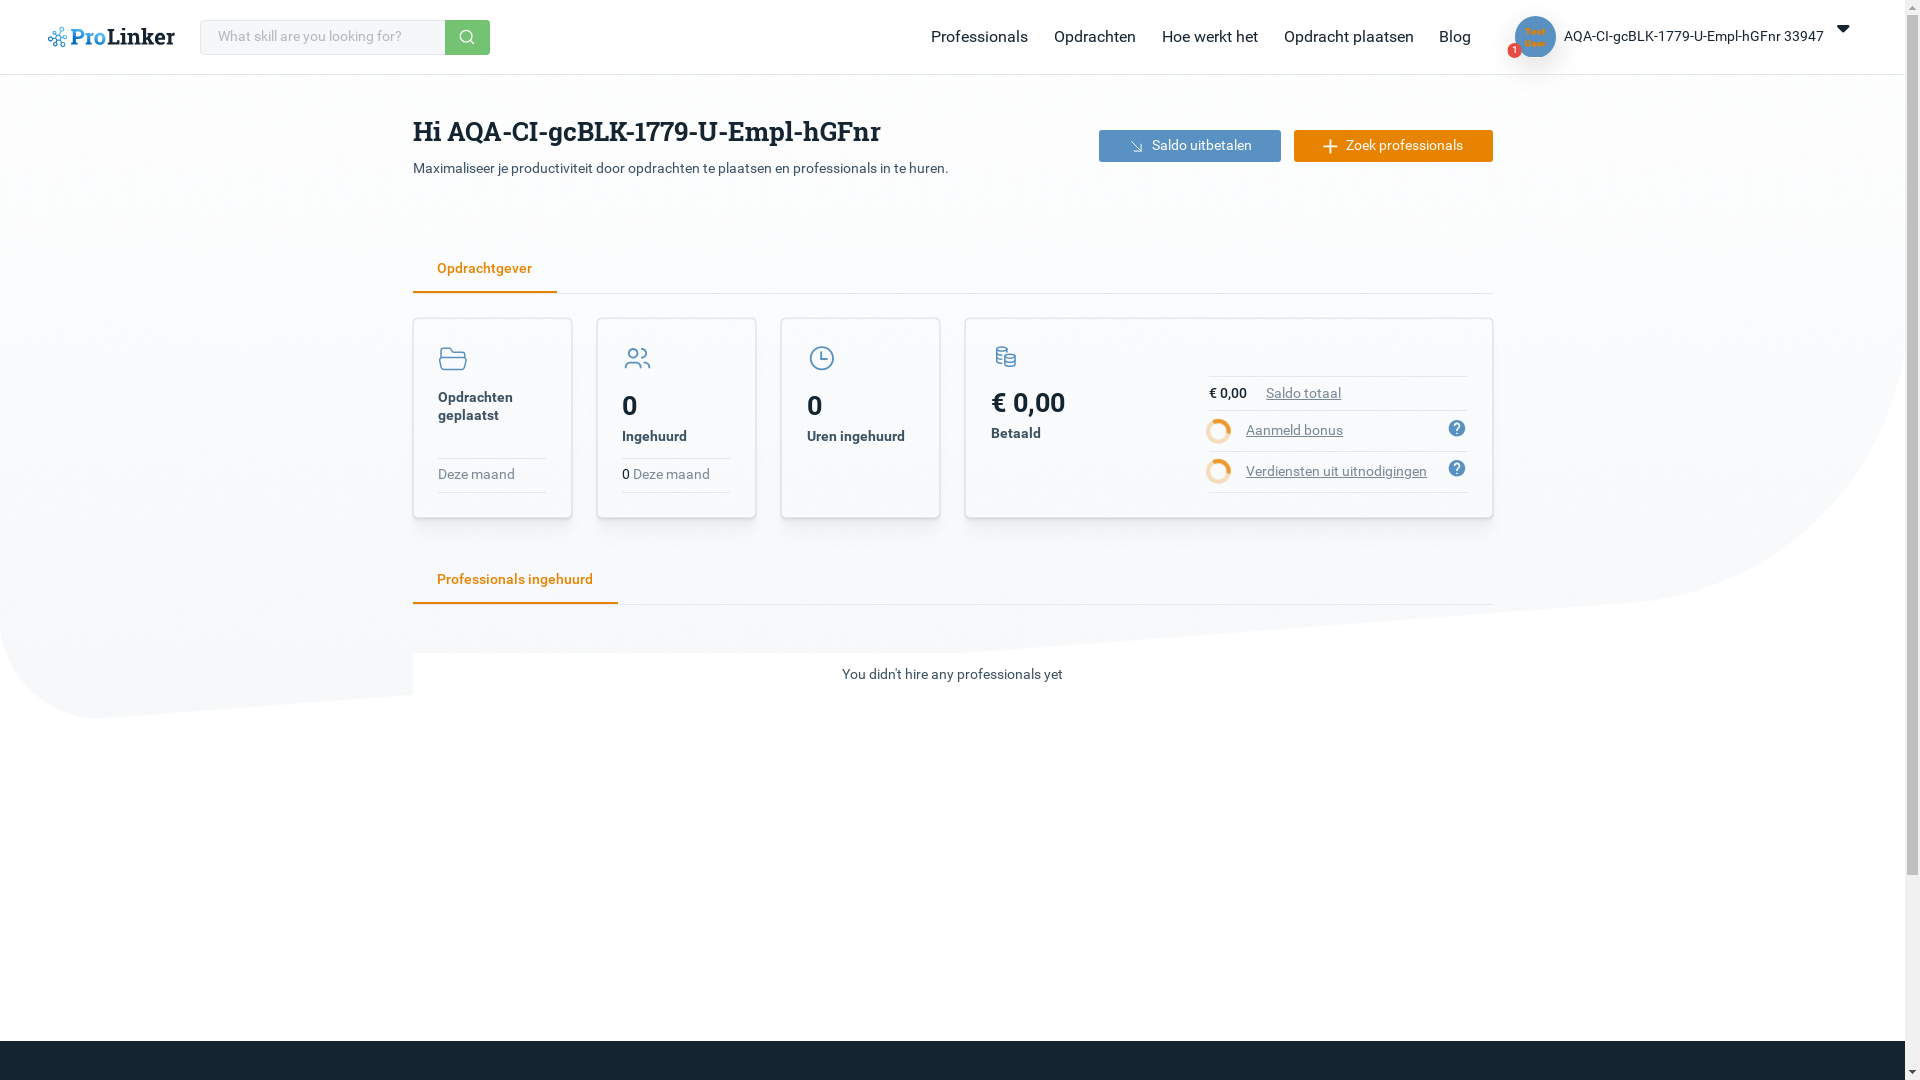 ProLinker
What skill are you looking for?
Professionals
Opdrachten
Hoe werkt het
Opdracht plaatsen
Blog
1
AQA-CI-gcBLK-1779-U-Empl-hGFnr 33947
Hi AQA-CI-gcBLK-1779-U-Empl-hGFnr
Maximaliseer je productiviteit door opdrachten te plaatsen en professionals in te huren.
Saldo uitbetalen
Zoek professionals
Opdrachtgever
Opdrachten
geplaatst
Deze maand
0
Ingehuurd
0 Deze maand
0
Uren ingehuurd
€ 0,00
Betaald
€ 0,00 Saldo totaal
Aanmeld bonus
?
Verdiensten uit uitnodigingen
?
Professionals ingehuurd
You didn't hire any professionals yet